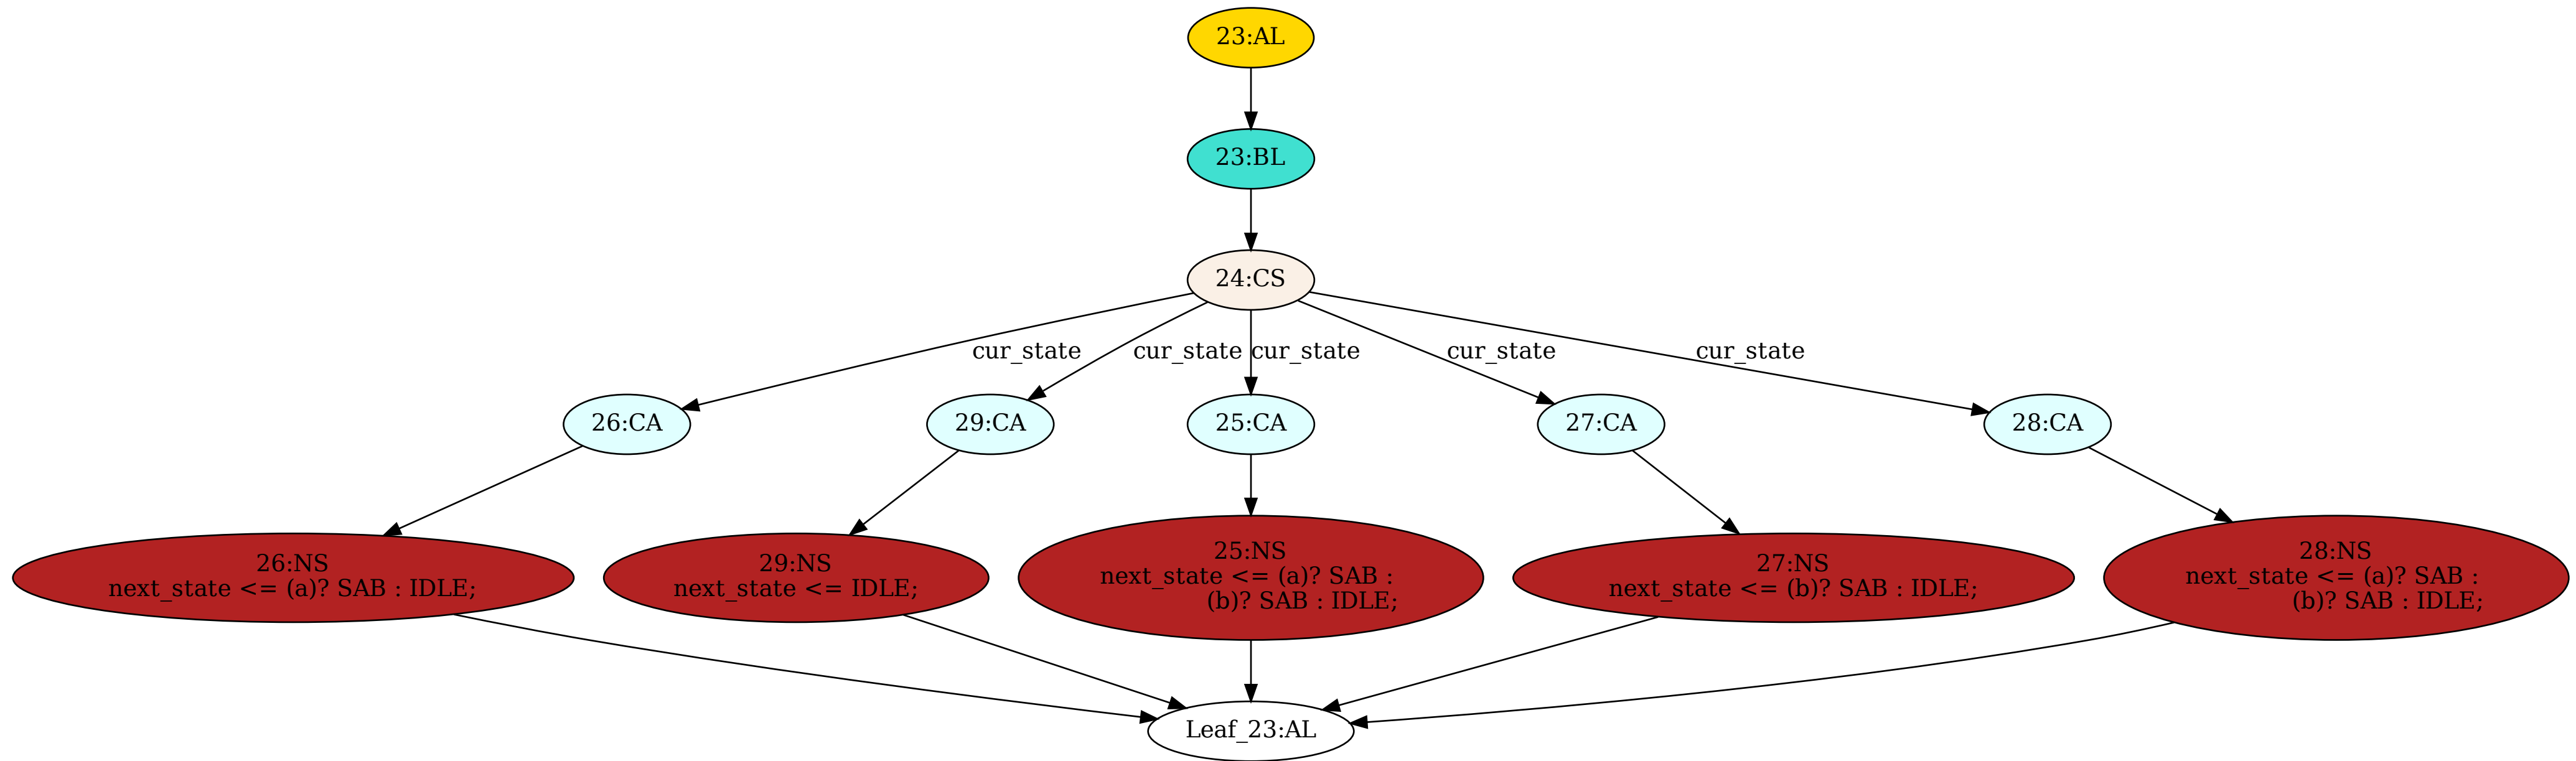 23:AL
23:BL
24:CS
cur_state
cur_state
cur_state
cur_state
cur_state
26:CA
29:CA
25:CA
27:CA
28:CA
26:NS
next_state <= (a)? SAB : IDLE;
29:NS
next_state <= IDLE;
25:NS
next_state <= (a)? SAB :
(b)? SAB : IDLE;
27:NS
next_state <= (b)? SAB : IDLE;
28:NS
next_state <= (a)? SAB :
(b)? SAB : IDLE;
Leaf_23:AL